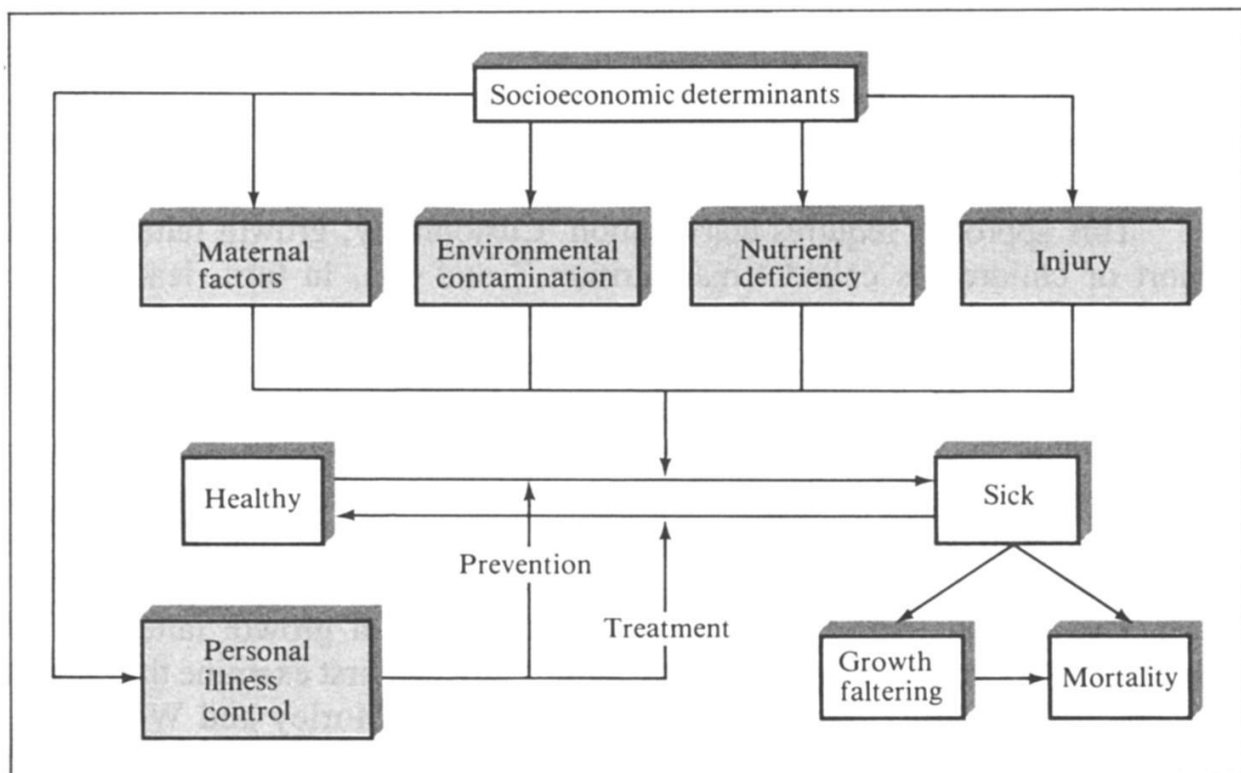 Socioeconomic determinants
Maternal
factors
Environmental
contamination
Nutrient
deficiency
Injury
Healthy
Sick
Prevention
Treatment
Personal
illness
control
Growth
faltering
Mortality